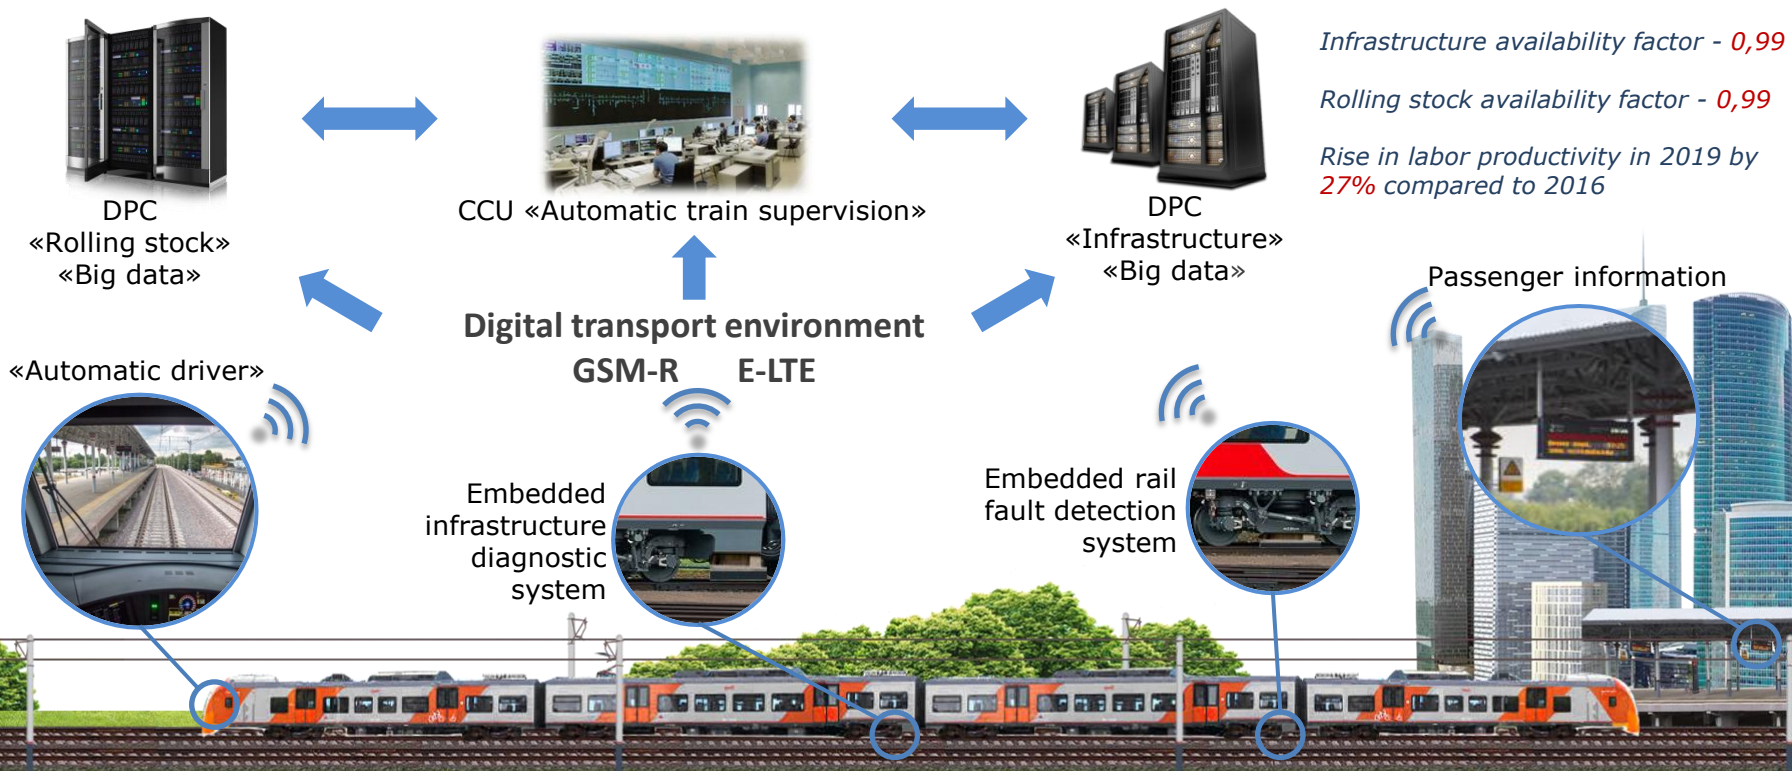 Infrastructure availability factor - 0,99
Rolling stock availability factor - 0,99
Rise in labor productivity in 2019 by
27% compared to 2016
DPC
«Rolling stock»
«Big data»
CCU «Automatic train supervision»
DPC
«Infrastructure»
«Big data»
Passenger information
Digital transport environment
GSM-R E-LTE
«Automatic driver»
Embedded
infrastructure
diagnostic
system
Embedded rail
fault detection
system